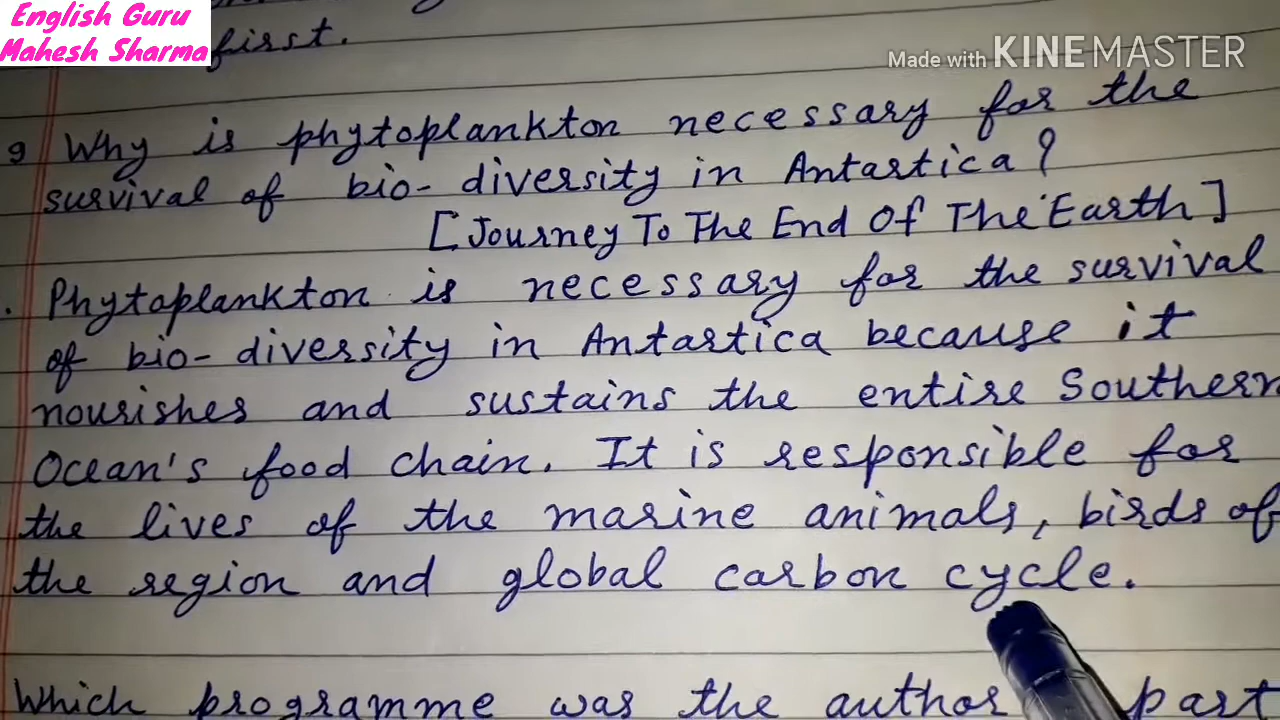 English Guru
Mahesh Sharma
first.
Made with KINEMASTER
9 Why is phytoplankton necessary for the
survival of bio-diversity in Antartica?
[Journey To The End Of The Earth]
. Phytoplankton is necessary for the survival
of bio-diversity in Antartica because it
nourishes and sustains the entire Southern
Ocean's food chain. It is responsible for
the lives of the marine animals, birds of
the region and global carbon cycle.
Which programme was the author part